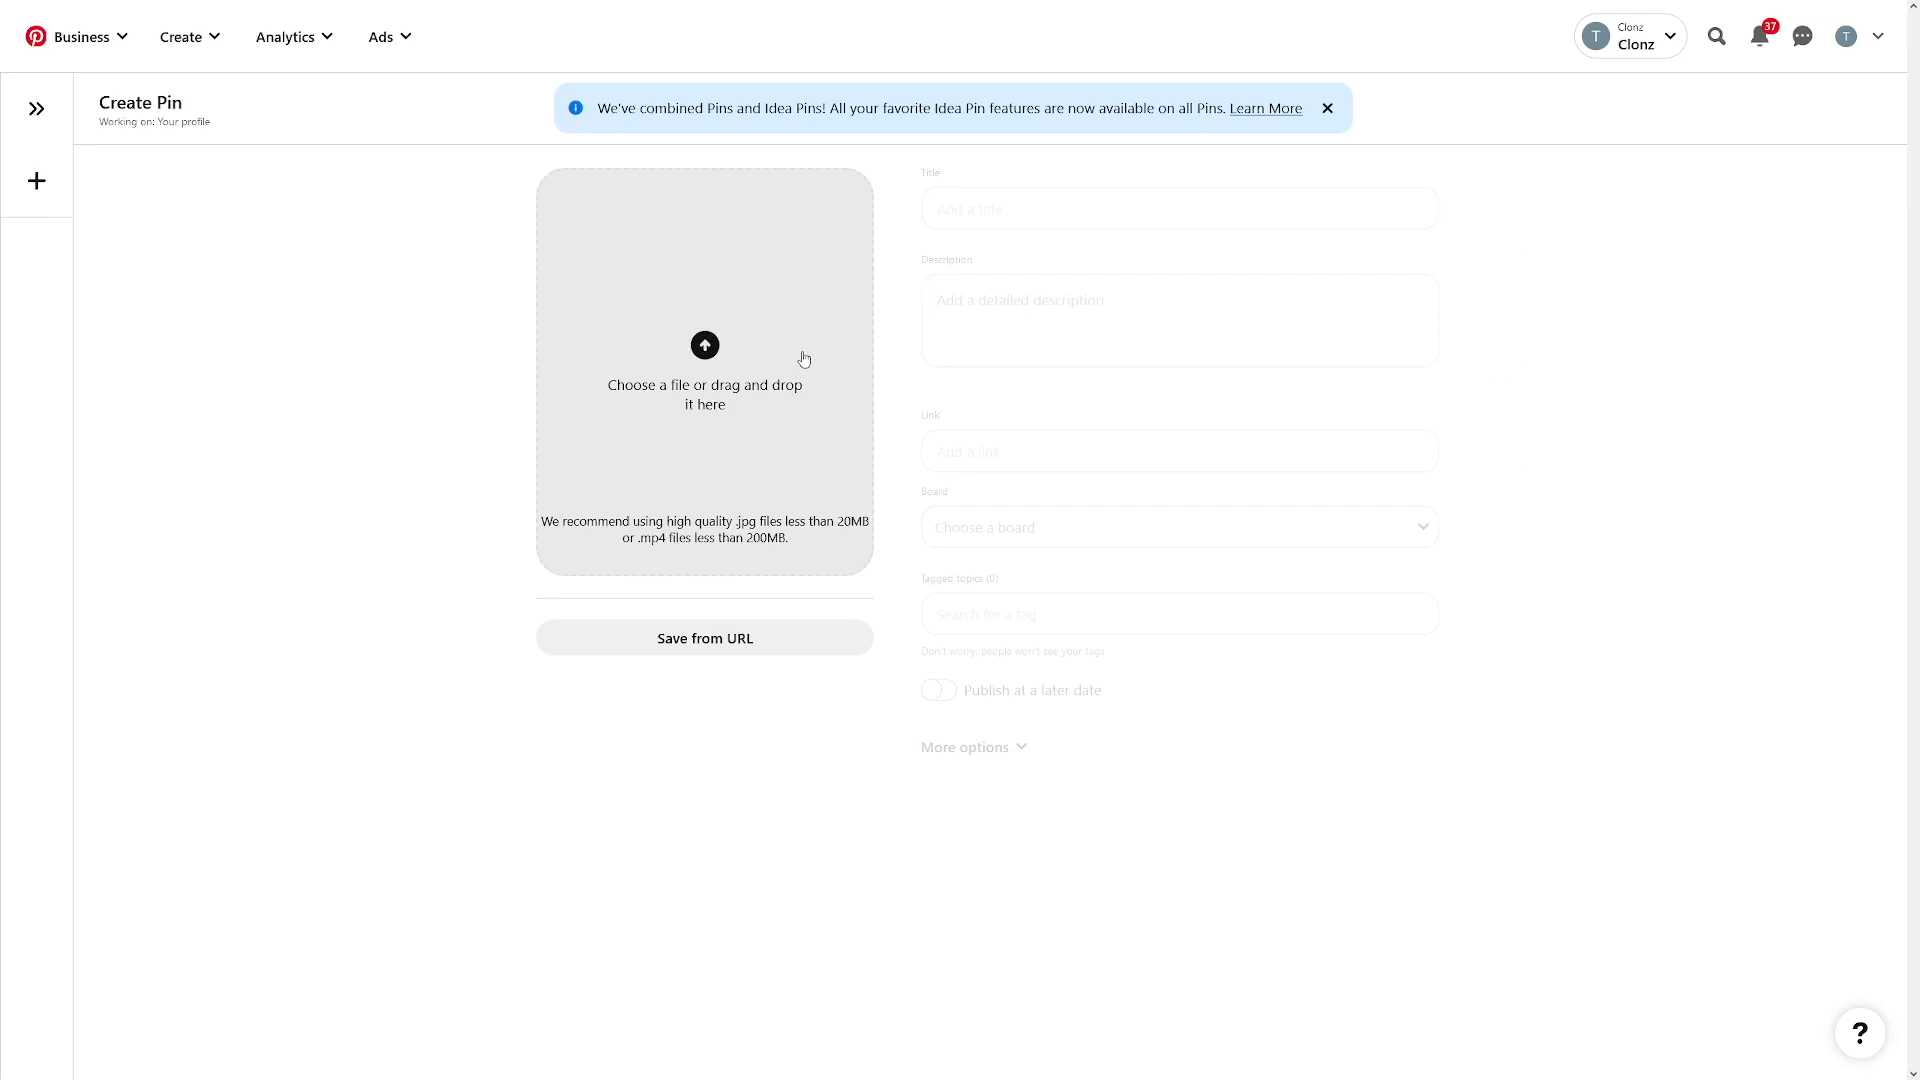 Business
Create
Analytics
Ads
T
Clonz
Clonz
37
T
Create Pin
Working on: Your profile
We've combined Pins and Idea Pins! All your favorite Idea Pin features are now available on all Pins. Learn More
Choose a file or drag and drop
it here
We recommend using high quality .jpg files less than 20MB
or .mp4 files less than 200MB.
Save from URL
Title
Add a title
Description
Add a detailed description
Link
Add a link
Board
Choose a board
Tagged topics (0)
Search for a tag
Don't worry, people won't see your tags
Publish at a later date
More options
?